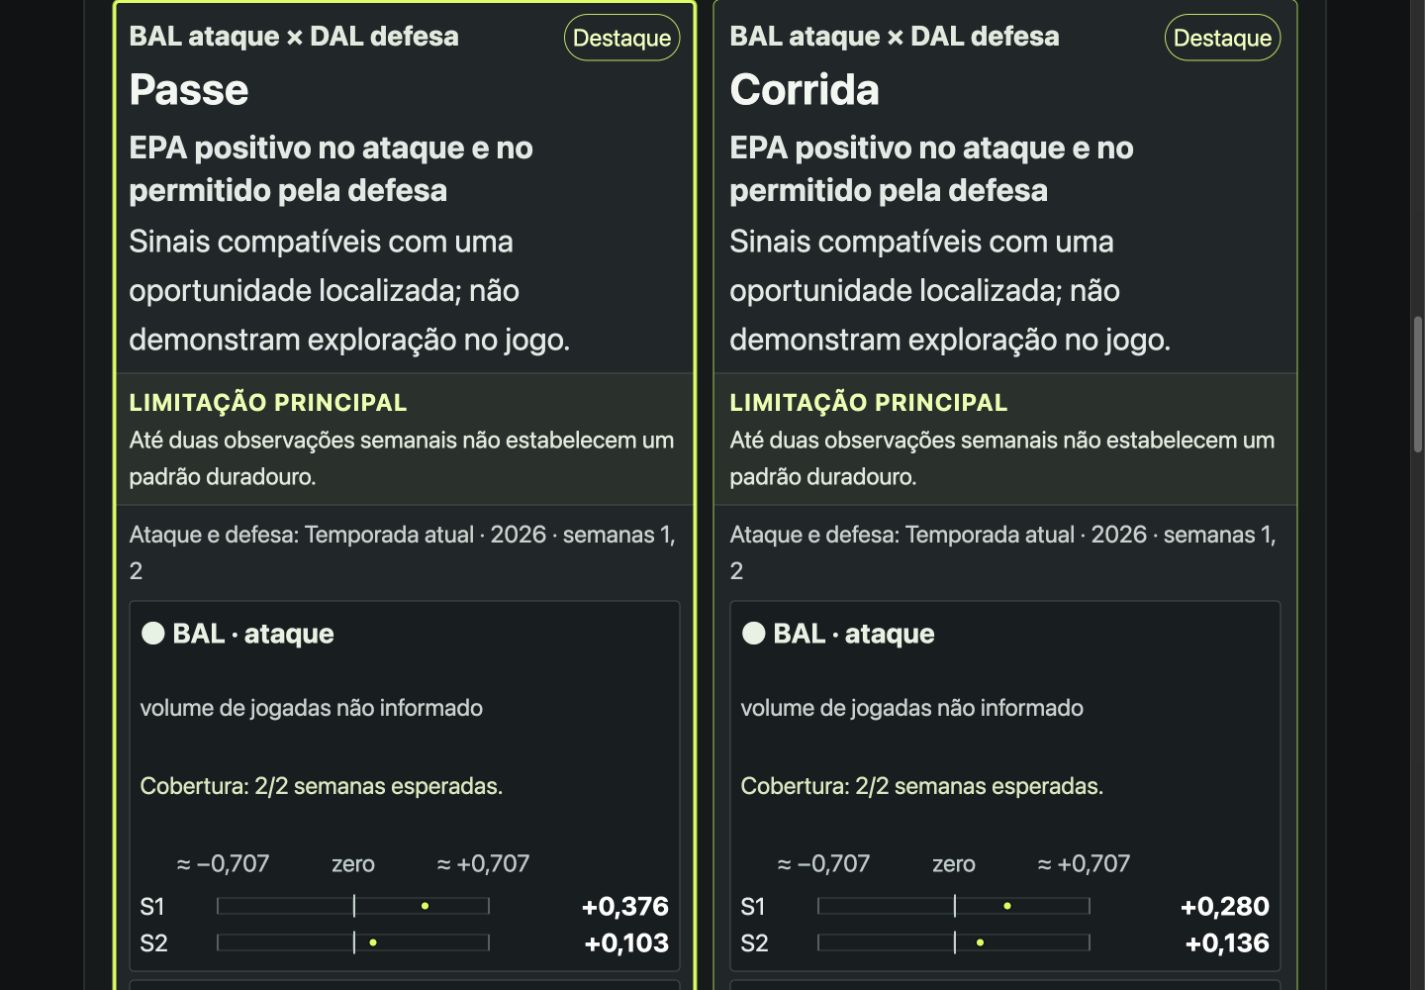 BAL ataque × DAL defesa
Destaque
Passe
EPA positivo no ataque e no
permitido pela defesa
Sinais compatíveis com uma
oportunidade localizada; não
demonstram exploração no jogo.
LIMITAÇÃO PRINCIPAL
Até duas observações semanais não estabelecem um
padrão duradouro.
Ataque e defesa: Temporada atual · 2026 · semanas 1,
2
BAL · ataque
volume de jogadas não informado
Cobertura: 2/2 semanas esperadas.
≈ −0,707 zero ≈ +0,707
S1 +0,376
S2 +0,103
BAL ataque × DAL defesa
Destaque
Corrida
EPA positivo no ataque e no
permitido pela defesa
Sinais compatíveis com uma
oportunidade localizada; não
demonstram exploração no jogo.
LIMITAÇÃO PRINCIPAL
Até duas observações semanais não estabelecem um
padrão duradouro.
Ataque e defesa: Temporada atual · 2026 · semanas 1,
2
BAL · ataque
volume de jogadas não informado
Cobertura: 2/2 semanas esperadas.
≈ −0,707 zero ≈ +0,707
S1 +0,280
S2 +0,136